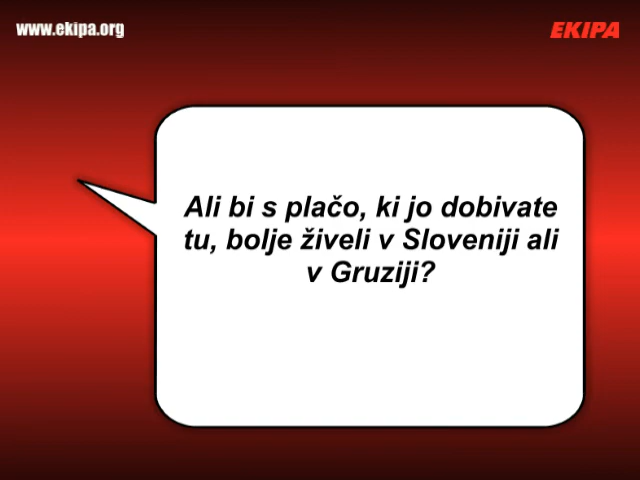 www.ekipa.org
EKIPA
Ali bi s plačo, ki jo dobivate
tu, bolje živeli v Sloveniji ali
v Gruziji?